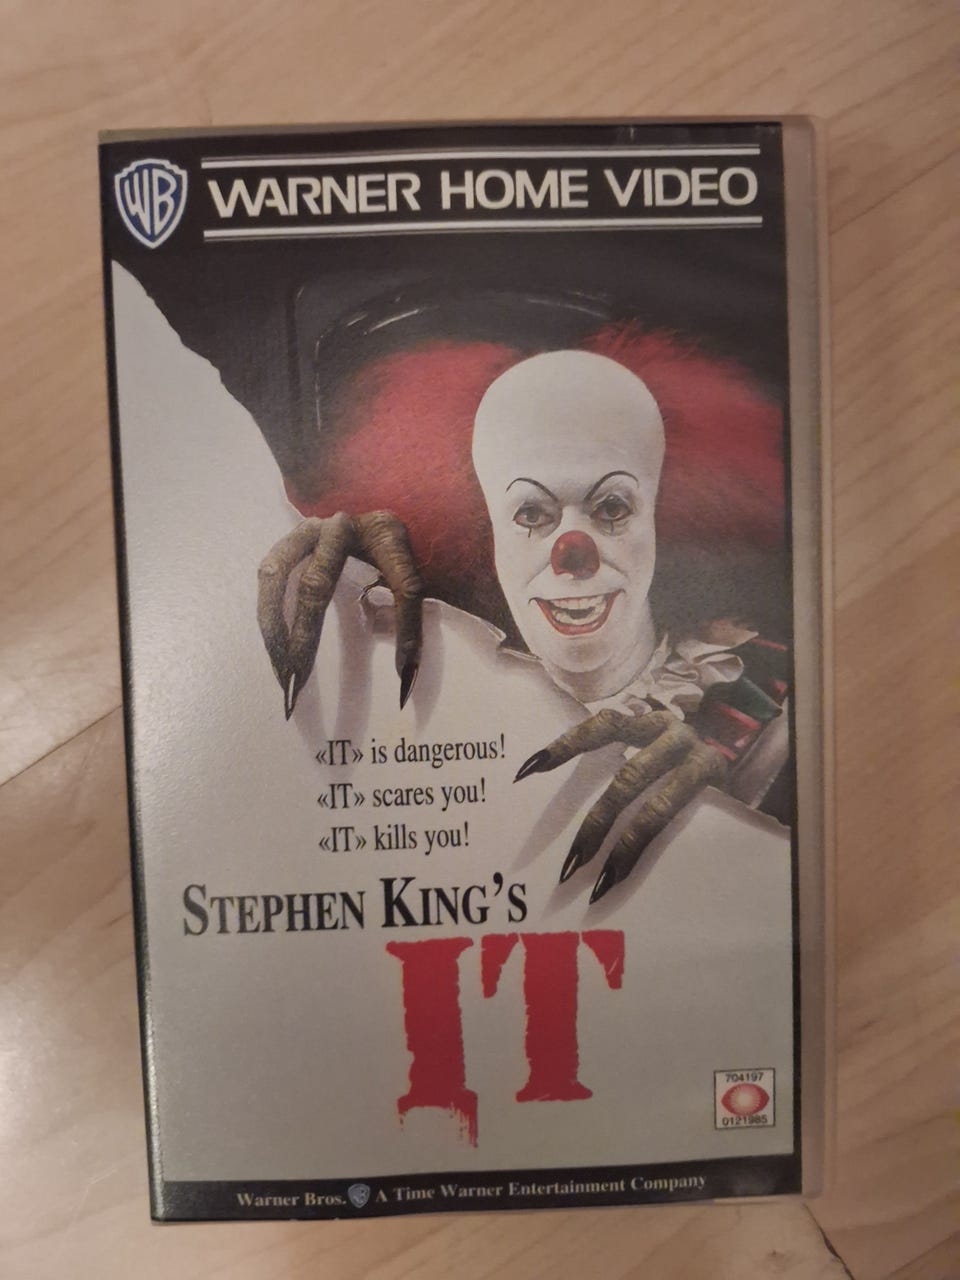 WB WARNER HOME VIDEO
«IT» is dangerous!
«IT» scares you!
«IT» kills you!
STEPHEN KING'S
IT
704197
0121985
Warner Bros. WB A Time Warner Entertainment Company